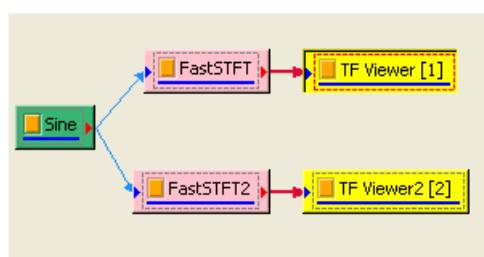 FastSTFT
TF Viewer [1]
Sine
FastSTFT2
TF Viewer2 [2]